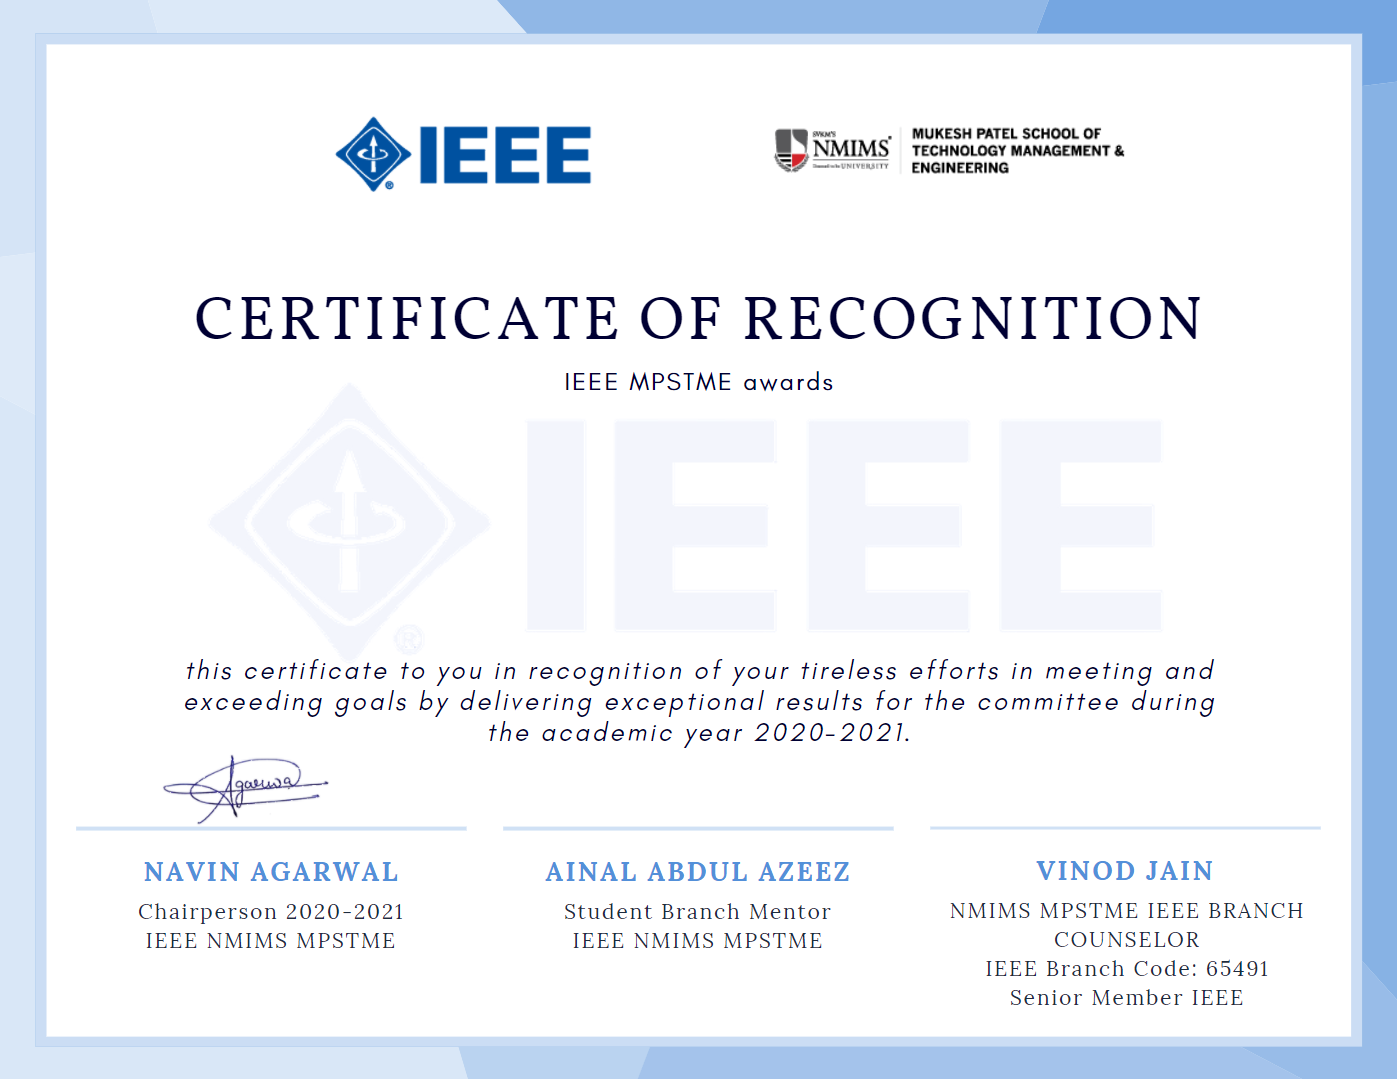 IEEE
®
SVKM'S
NMIMS®
Deemed to be UNIVERSITY
MUKESH PATEL SCHOOL OF
TECHNOLOGY MANAGEMENT &
ENGINEERING
CERTIFICATE OF RECOGNITION
IEEE MPSTME awards
IEEE
®
this certificate to you in recognition of your tireless efforts in meeting and
exceeding goals by delivering exceptional results for the committee during
the academic year 2020-2021.
Agarwal
NAVIN AGARWAL
Chairperson 2020-2021
IEEE NMIMS MPSTME
AINAL ABDUL AZEEZ
Student Branch Mentor
IEEE NMIMS MPSTME
VINOD JAIN
NMIMS MPSTME IEEE BRANCH
COUNSELOR
IEEE Branch Code: 65491
Senior Member IEEE